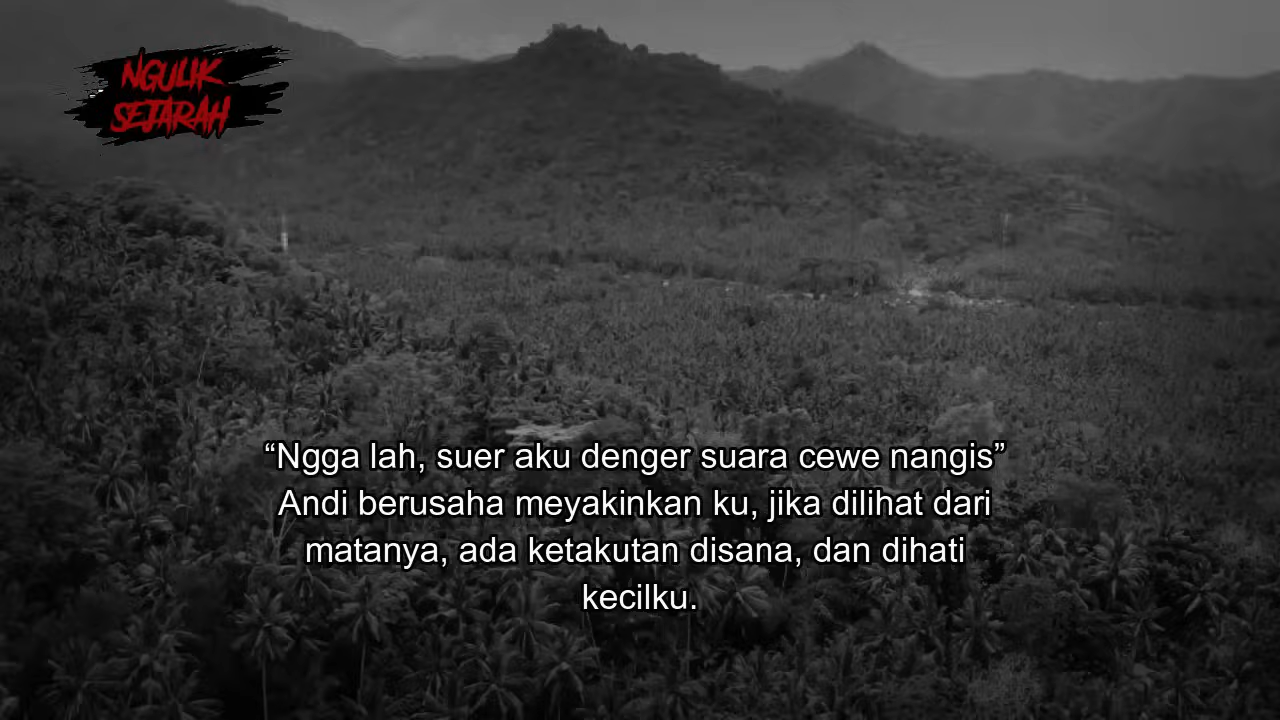 NGULIK
SEJARAH
“Ngga lah, suer aku denger suara cewe nangis”
Andi berusaha meyakinkan ku, jika dilihat dari
matanya, ada ketakutan disana, dan dihati
kecilku.